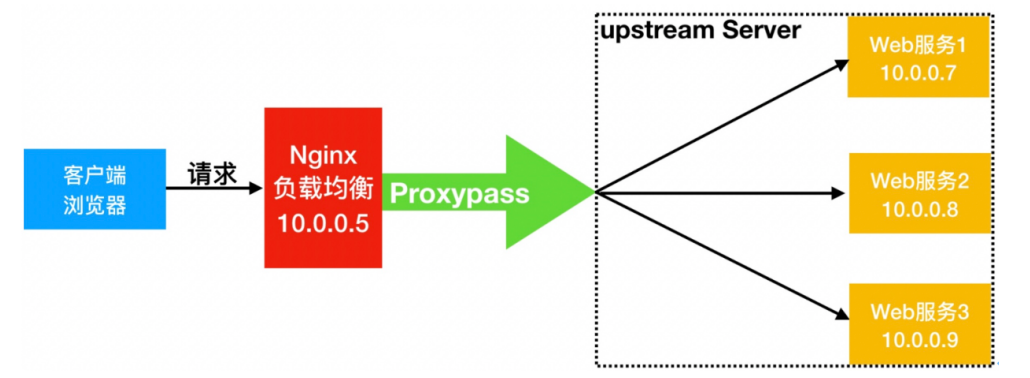 客户端
浏览器
请求
Nginx
负载均衡
10.0.0.5
Proxypass
upstream Server
Web服务1
10.0.0.7
Web服务2
10.0.0.8
Web服务3
10.0.0.9